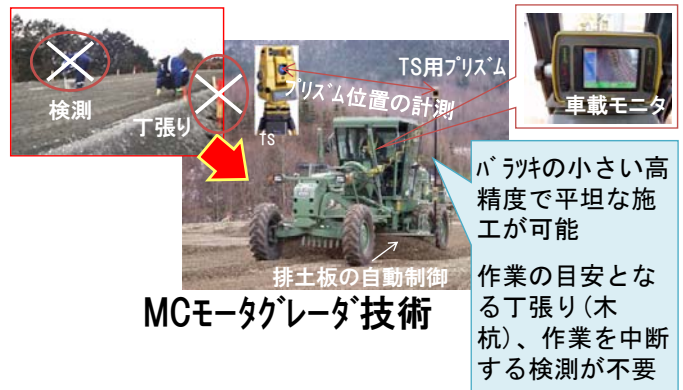 検測
丁張り
TS用プリズム
プリズム位置の計測
fs
車載モニタ
排土板の自動制御
MCモータグレーダ技術
バラツキの小さい高
精度で平坦な施
工が可能
作業の目安とな
る丁張り(木
杭)、作業を中断
する検測が不要